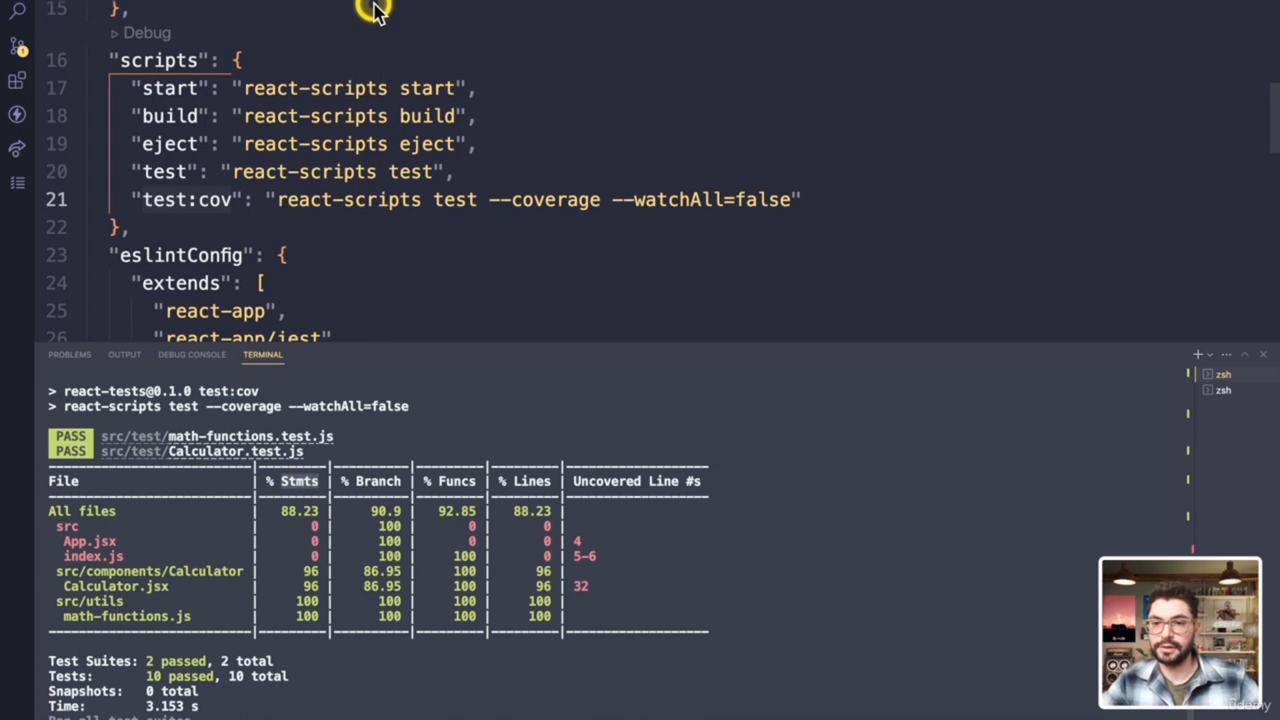 15 },
Debug
16 "scripts": {
17 "start": "react-scripts start",
18 "build": "react-scripts build",
19 "eject": "react-scripts eject",
20 "test": "react-scripts test",
21 "test:cov": "react-scripts test --coverage --watchAll=false"
22 },
23 "eslintConfig": {
24 "extends": [
25 "react-app",
26 "react-app/jest"
PROBLEMS OUTPUT DEBUG CONSOLE TERMINAL
zsh
zsh
> react-tests@0.1.0 test:cov
> react-scripts test --coverage --watchAll=false
PASS src/test/math-functions.test.js
PASS src/test/Calculator.test.js
File | % Stmts | % Branch | % Funcs | % Lines | Uncovered Line #s
All files | 88.23 | 90.9 | 92.85 | 88.23 |
src | 0 | 100 | 0 | 0 |
App.jsx | 0 | 100 | 0 | 0 | 4
index.js | 0 | 100 | 100 | 0 | 5-6
src/components/Calculator | 96 | 86.95 | 100 | 96 |
Calculator.jsx | 96 | 86.95 | 100 | 96 | 32
src/utils | 100 | 100 | 100 | 100 |
math-functions.js | 100 | 100 | 100 | 100 |
Test Suites: 2 passed, 2 total
Tests: 10 passed, 10 total
Snapshots: 0 total
Time: 3.153 s
Ran all test suites.
Udemy